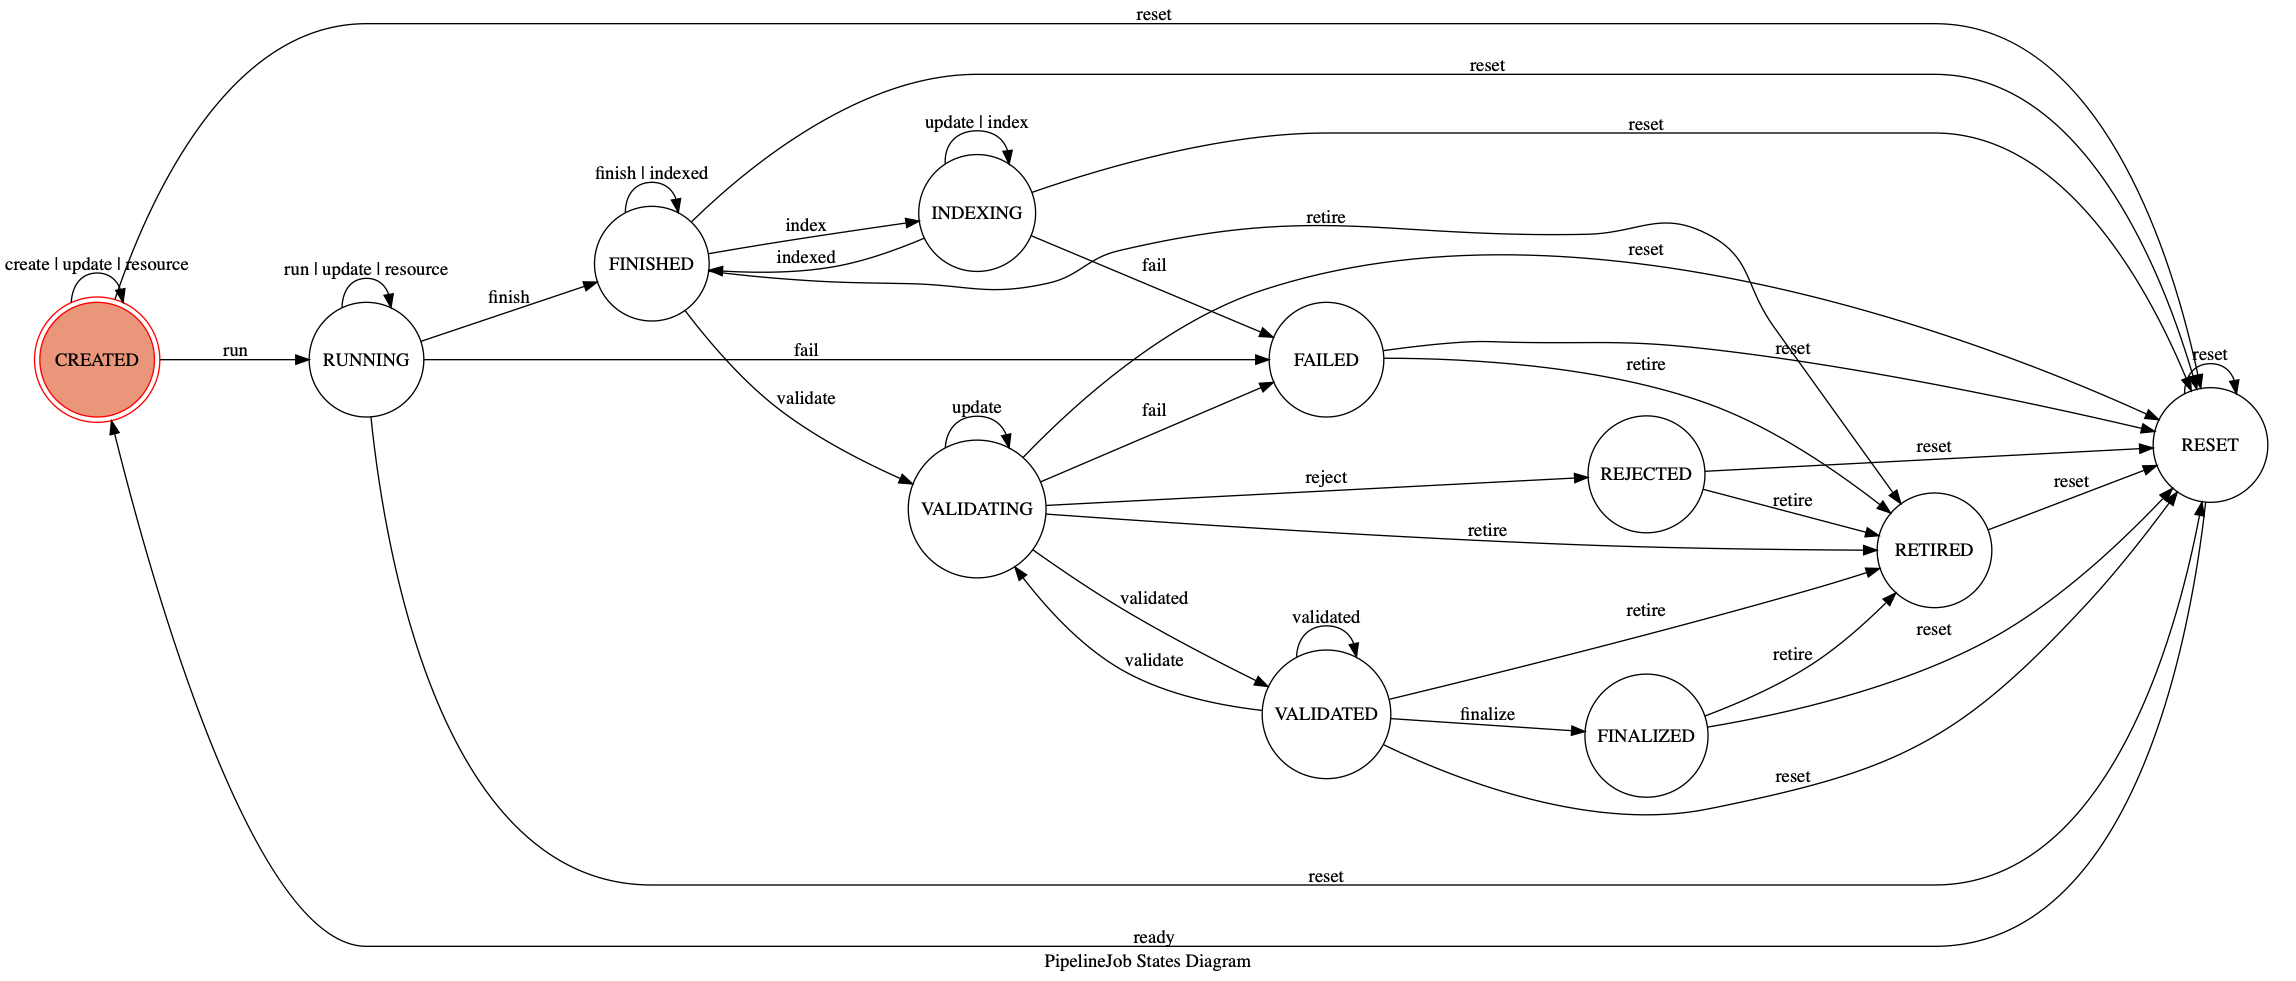 reset
reset
reset
update | index
finish | indexed
INDEXING
retire
index
reset
indexed
FINISHED
fail
create | update | resource
run | update | resource
finish
CREATED
run
RUNNING
fail
FAILED
reset
retire
reset
validate
update
fail
reset
RESET
REJECTED
reject
reset
retire
VALIDATING
retire
RETIRED
validated
retire
validated
reset
validate
retire
VALIDATED
finalize
FINALIZED
reset
reset
ready
PipelineJob States Diagram